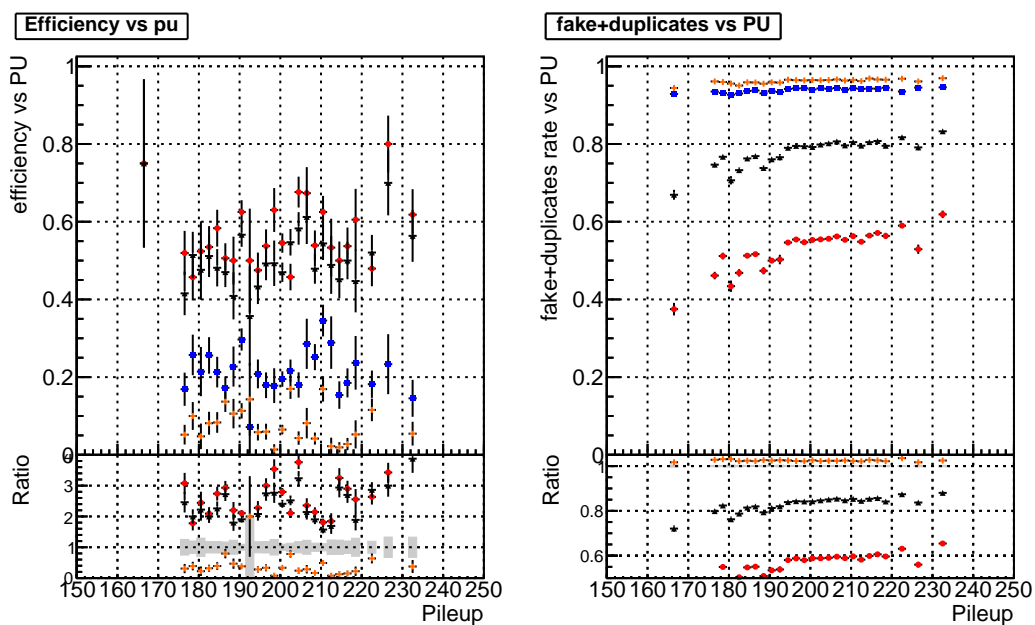 Efficiency vs pu
fake+duplicates vs PU
efficiency vs PU
1
0.8
0.6
0.4
0.2
0
Ratio
4
3
2
1
0
150 160 170 180 190 200 210 220 230 240 250
Pileup
fake+duplicates rate vs PU
1
0.8
0.6
0.4
0.2
0
Ratio
1
0.8
0.6
150 160 170 180 190 200 210 220 230 240 250
Pileup